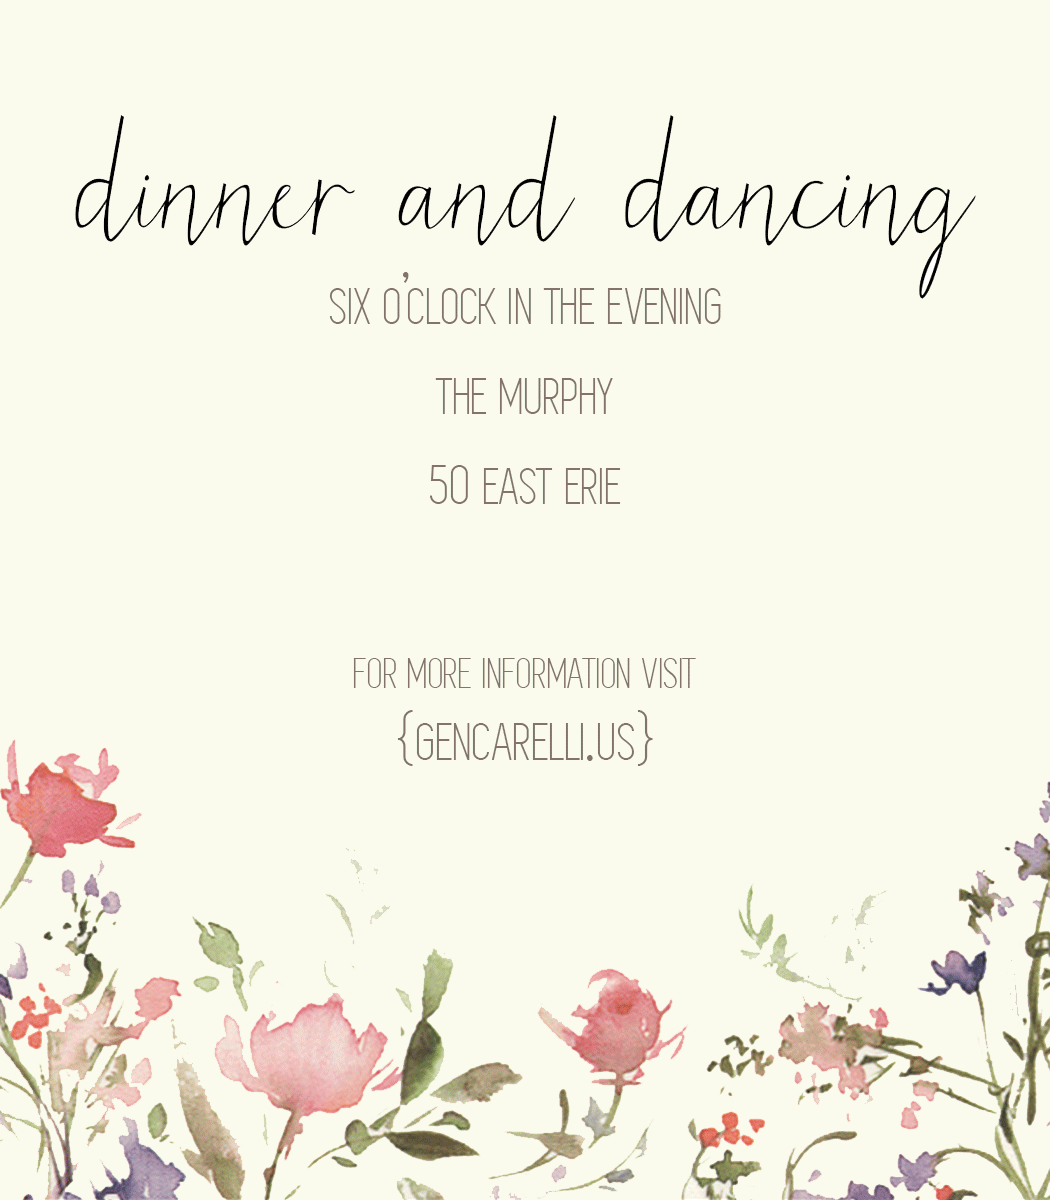 dinner and dancing
SIX O'CLOCK IN THE EVENING
THE MURPHY
50 EAST ERIE
FOR MORE INFORMATION VISIT
{GENCARELLI.US}